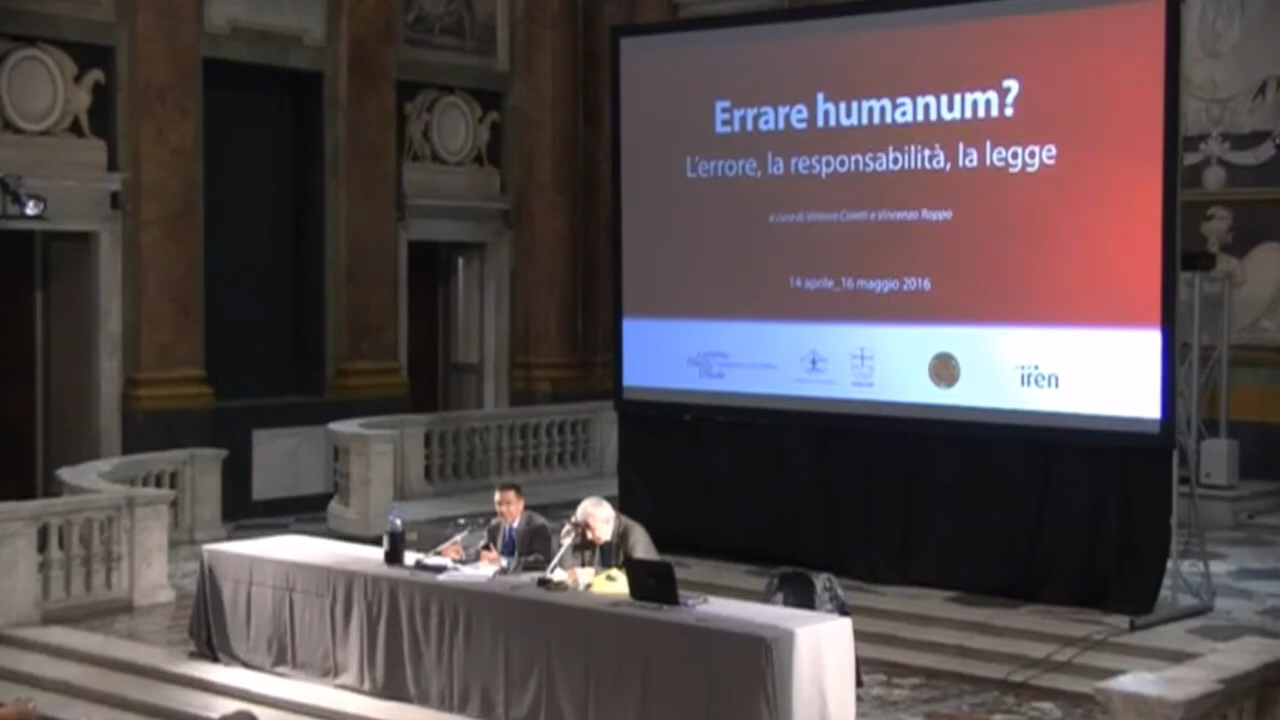 Errare humanum?
L'errore, la responsabilità, la legge
a cura di Vittorio Coletti e Vincenzo Roppo
14 aprile_16 maggio 2016
iren